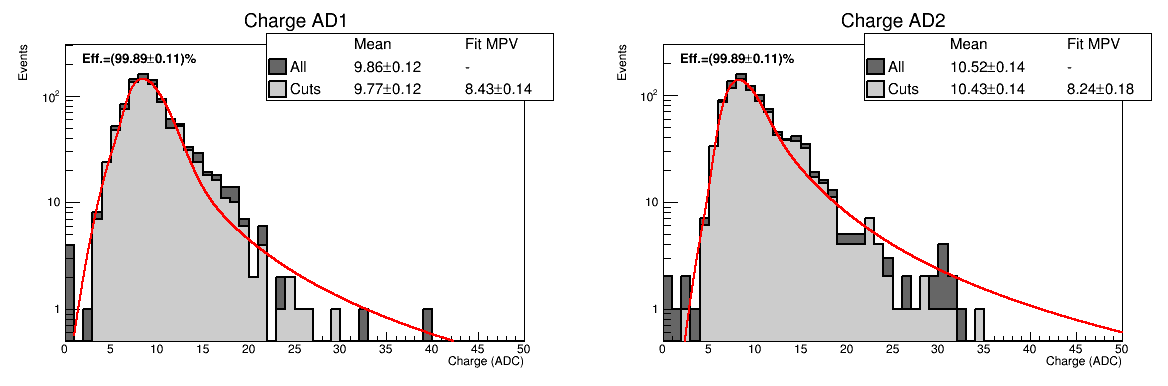 Charge AD1
Events
Eff.=(99.89±0.11)%
Mean Fit MPV
All 9.86±0.12 -
Cuts 9.77±0.12 8.43±0.14
10²
10
1
0 5 10 15 20 25 30 35 40 45 50
Charge (ADC)
Charge AD2
Events
Eff.=(99.89±0.11)%
Mean Fit MPV
All 10.52±0.14 -
Cuts 10.43±0.14 8.24±0.18
10²
10
1
0 5 10 15 20 25 30 35 40 45 50
Charge (ADC)